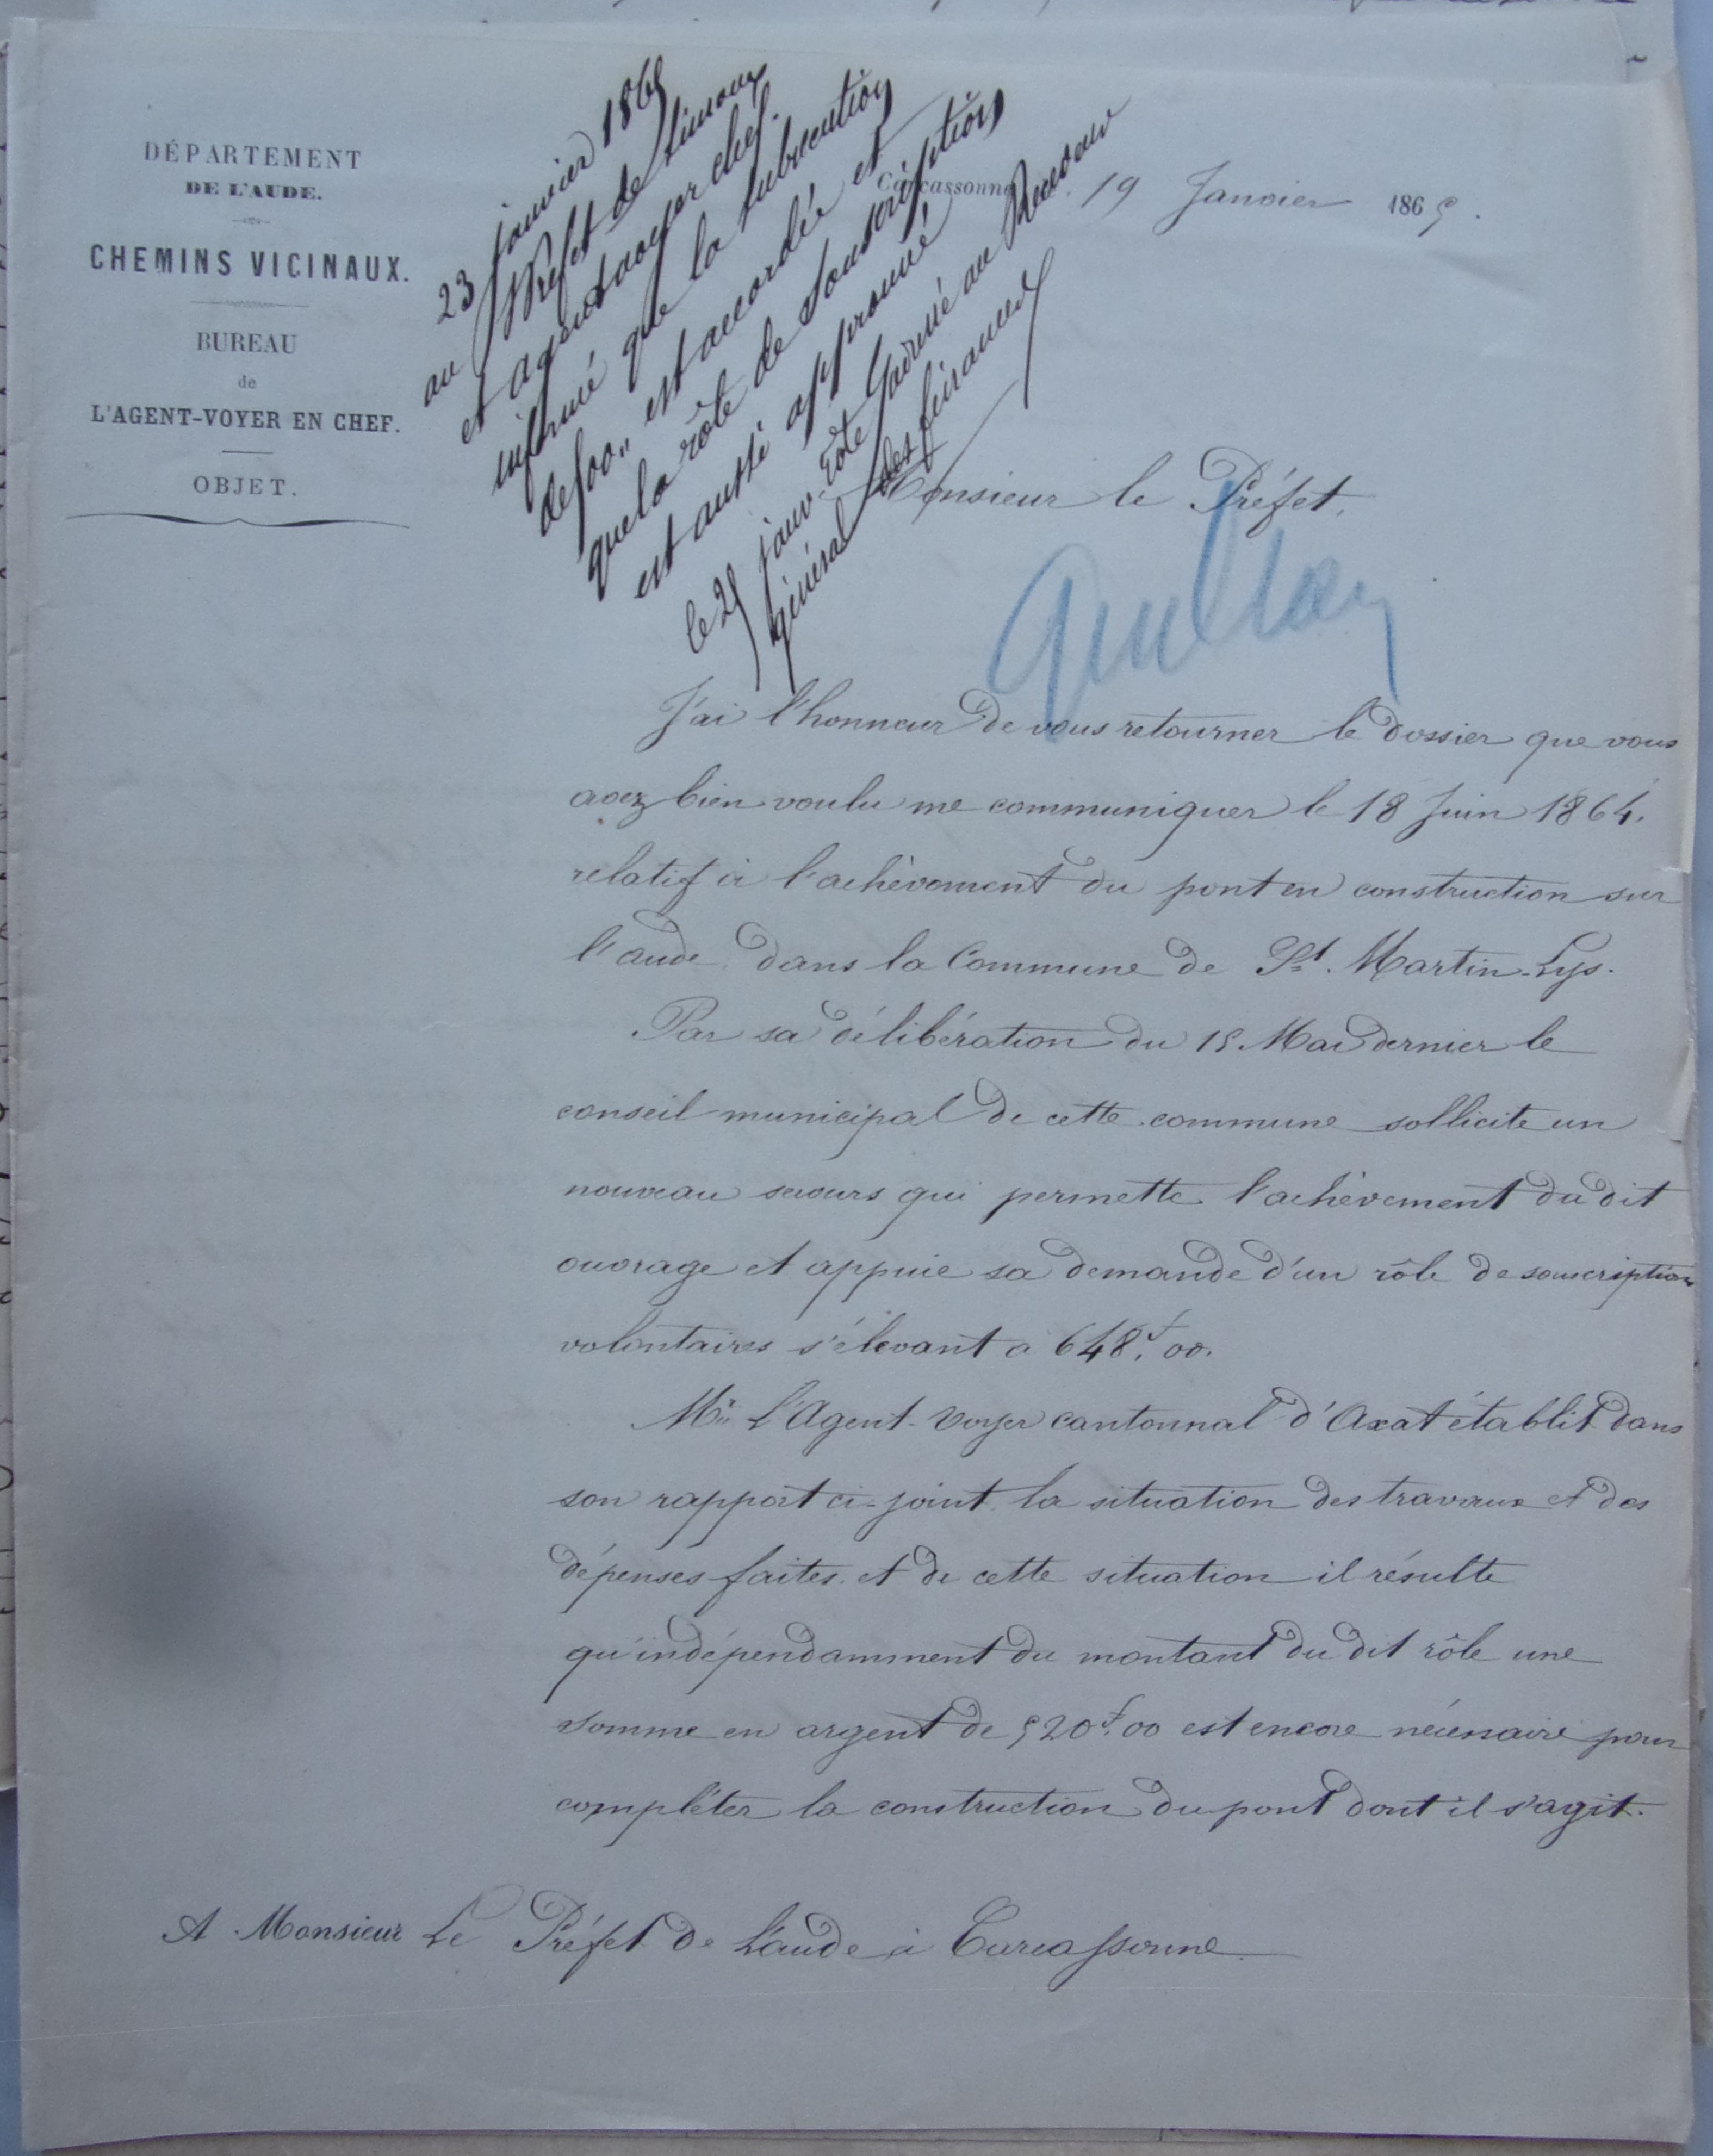 DÉPARTEMENT
DE L'AUDE.
CHEMINS VICINAUX.
BUREAU
de
L'AGENT-VOYER EN CHEF.
OBJET.
23 janvier 1865
au s/Préfet de Limoux
et agent voyer chef.
informé que la subvention
de 500,, est accordée et
que la rôle de souscription
est aussi approuvé
le 25 janv. rôle au Receveur
général des finances
Carcassonne, 19 Janvier 1865.
Monsieur le Préfet,
J'ai l'honneur de vous retourner le dossier que vous
avez bien voulu me communiquer le 18 Juin 1864.
relatif à l'achèvement du pont en construction sur
l'aude dans la Commune de St. Martin-Lys.
Par sa délibération du 15 Mai dernier le
conseil municipal de cette commune sollicite un
nouveau secours qui permette l'achèvement du dit
ouvrage et appuie sa demande d'un rôle de souscription
volontaires s'élevant a 648,f00.
Mr. L'Agent-Voyer cantonnal d'Axat établit dans
son rapport ci-joint la situation des travaux et des
dépenses faites et de cette situation il résulte
qu'indépendamment du montant du dit rôle une
somme en argent de 520f.00 est encore nécessaire pour
compléter la construction du pont dont il s'agit.
A Monsieur Le Préfet de L'aude à Carcassonne